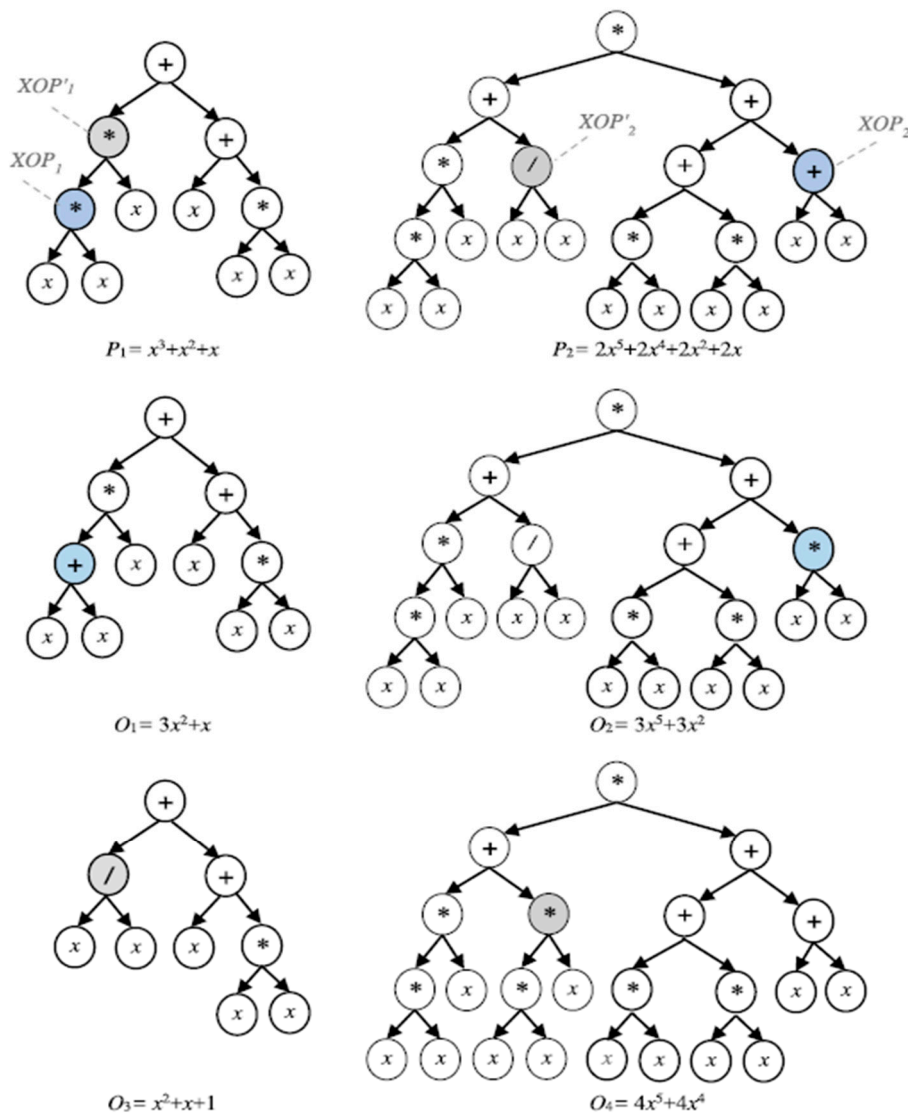 *
+
XOP'₁
+
+
*
+
XOP'₂
XOP₂
XOP₁
*
/
+
+
*
x
x
*
*
x
x
x
*
*
x
x
x
x
x
x
x
x
x
x
x
x
P₁= x³+x²+x
P₂= 2x⁵+2x⁴+2x²+2x
+
*
+
+
*
+
*
/
+
*
+
x
x
*
*
x
x
x
*
*
x
x
x
x
x
x
x
x
x
x
x
x
O₁= 3x²+x
O₂= 3x⁵+3x²
+
*
+
+
/
+
*
*
+
+
x
x
x
*
*
x
*
x
*
*
x
x
x
x
x
x
x
x
x
x
x
O₃= x²+x+1
O₄= 4x⁵+4x⁴